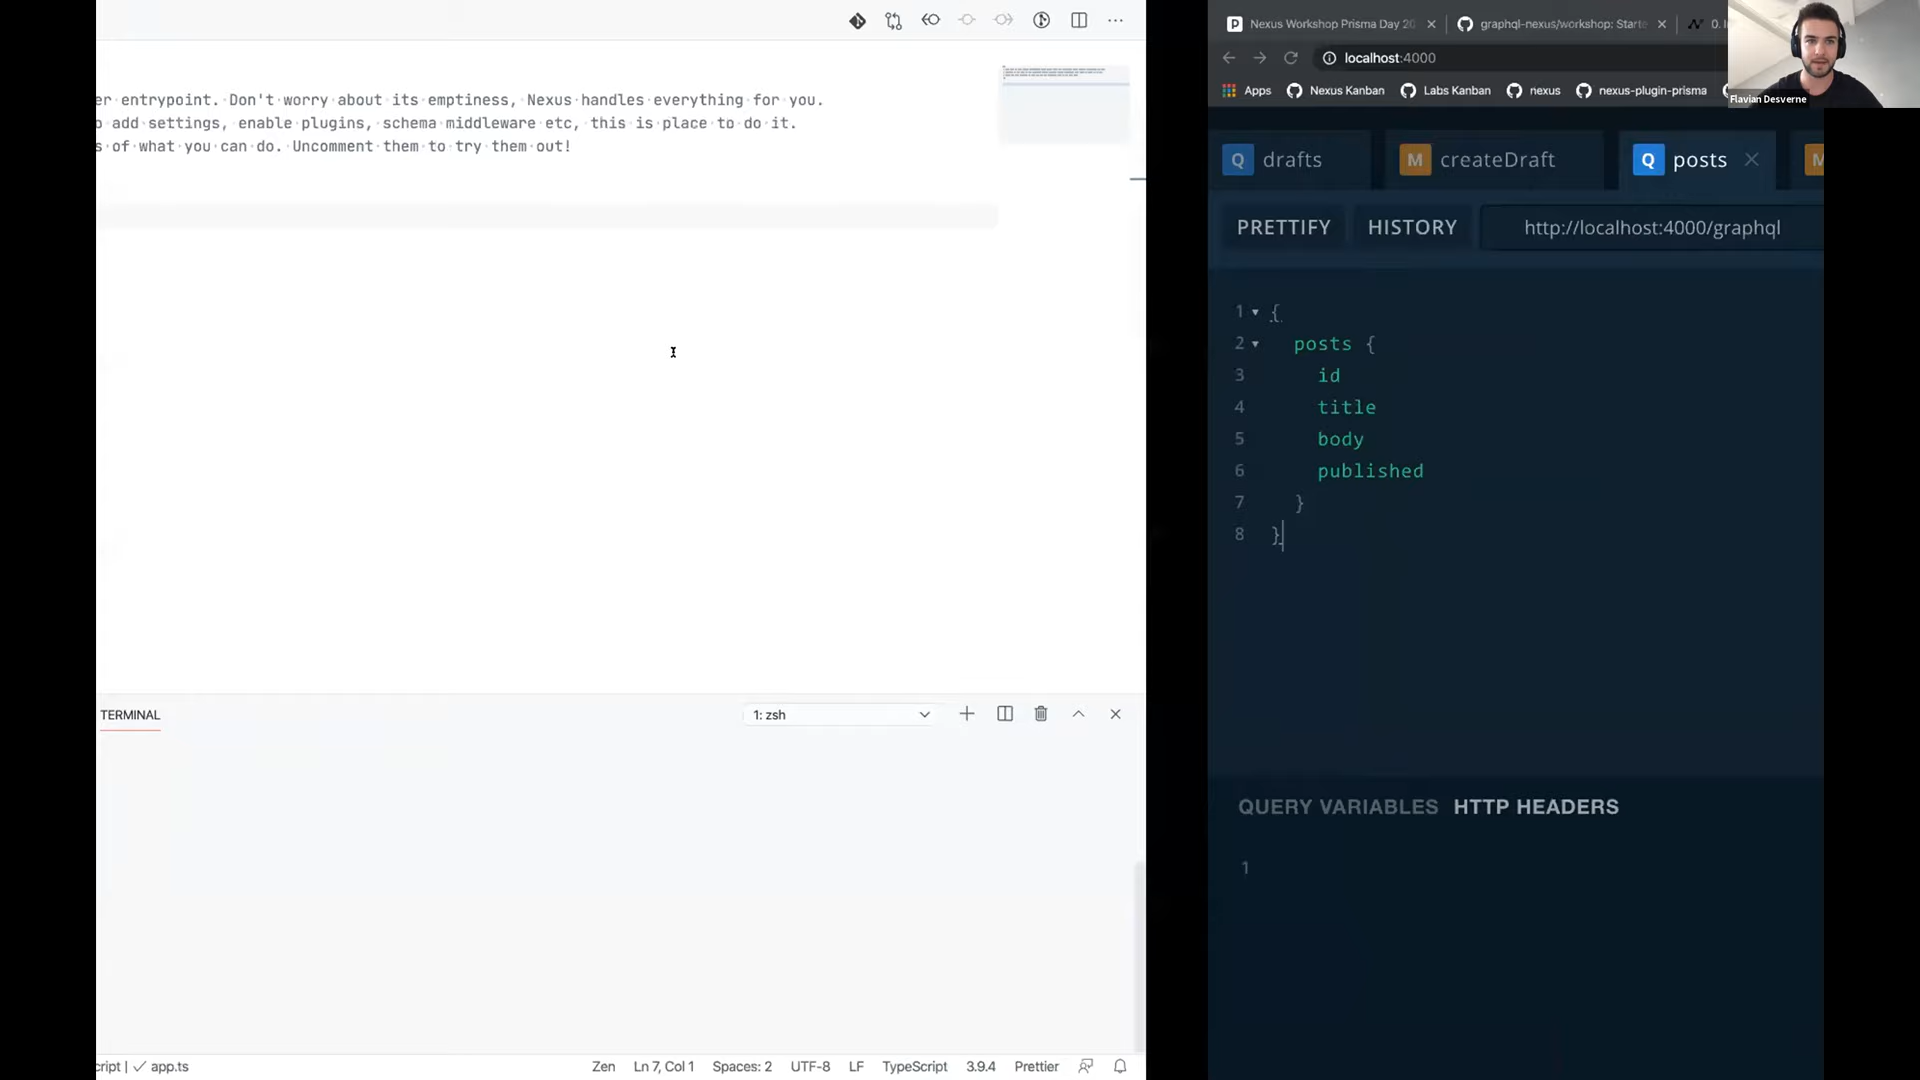 er entrypoint. Don't worry about its emptiness, Nexus handles everything for you.
add settings, enable plugins, schema middleware etc, this is place to do it.
s of what you can do. Uncomment them to try them out!
TERMINAL
1: zsh
cript | ✓ app.ts
Zen
Ln 7, Col 1
Spaces: 2
UTF-8
LF
TypeScript
3.9.4
Prettier
Nexus Workshop Prisma Day 20
graphql-nexus/workshop: Starte
0.
localhost:4000
Apps
Nexus Kanban
Labs Kanban
nexus
nexus-plugin-prisma
Flavian Desverne
Q drafts
M createDraft
Q posts
M
PRETTIFY
HISTORY
http://localhost:4000/graphql
1 {
2 posts {
3 id
4 title
5 body
6 published
7 }
8 }
QUERY VARIABLES
HTTP HEADERS
1